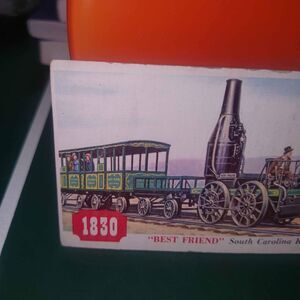 1830
"BEST FRIEND" South Carolina